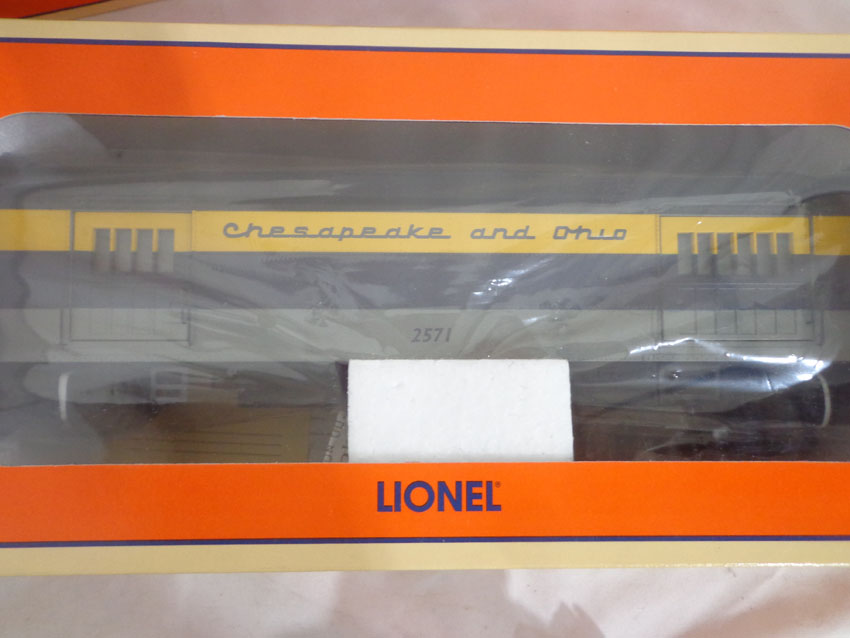 Chesapeake and Ohio
2571
LIONEL®